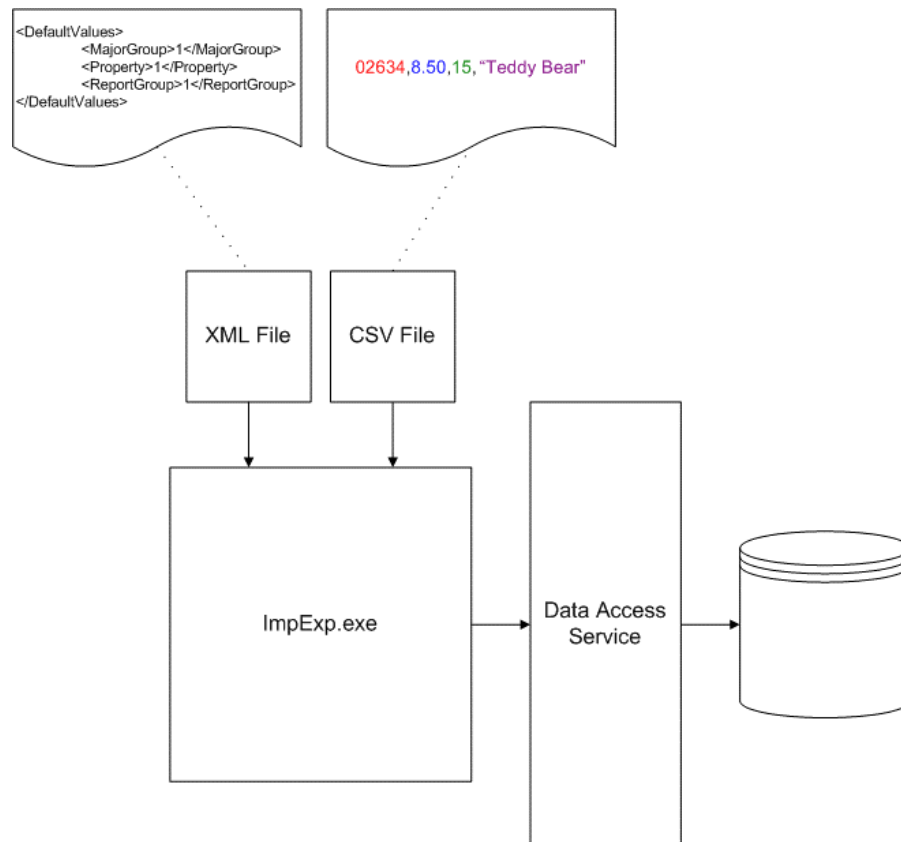 <DefaultValues>
<MajorGroup>1</MajorGroup>
<Property>1</Property>
<ReportGroup>1</ReportGroup>
</DefaultValues>
02634,8.50,15, “Teddy Bear”
XML File
CSV File
ImpExp.exe
Data Access
Service